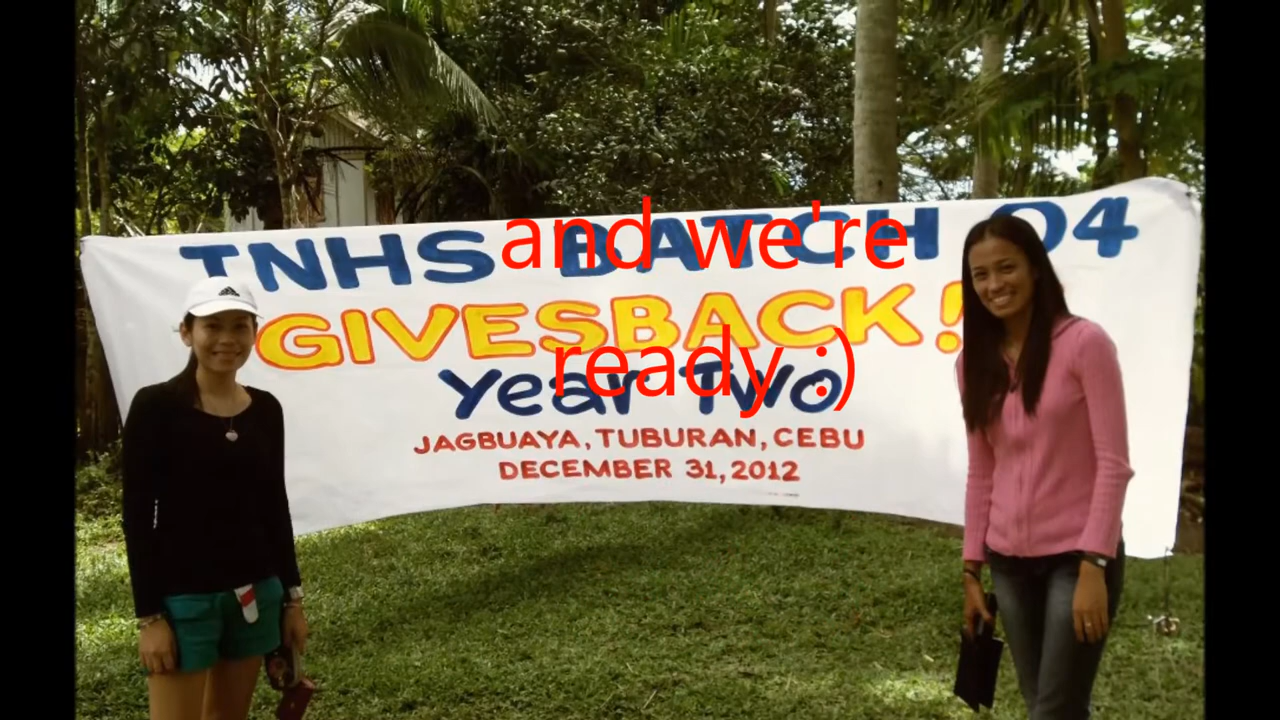 TNHS BATCH 04
GIVESBACK!
Year Two
JAGBUAYA, TUBURAN, CEBU
DECEMBER 31, 2012
and we're
ready :)